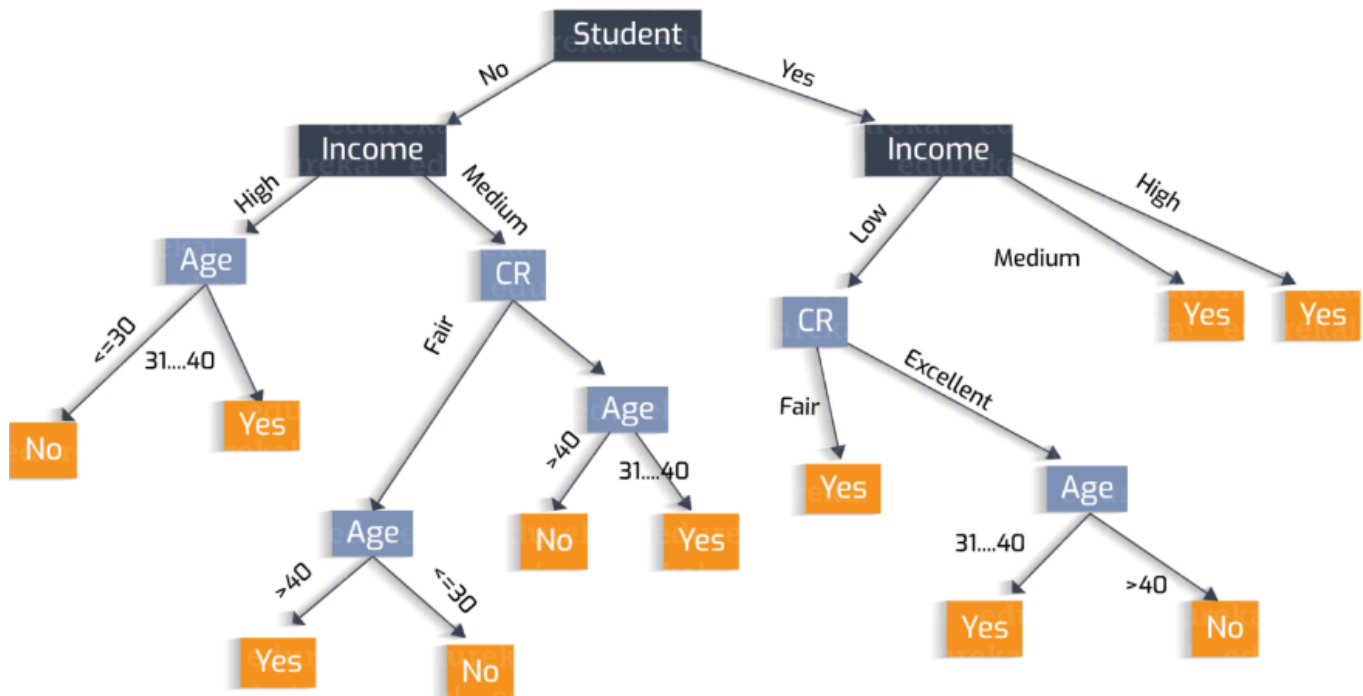 Student
No
Yes
Income
Income
High
Medium
Low
Medium
High
Age
CR
CR
Yes
Yes
<=30
31....40
Fair
Excellent
Fair
No
Yes
Age
>40
31....40
Yes
Age
Age
No
Yes
>40
<=30
31....40
>40
Yes
No
Yes
No
edureka!